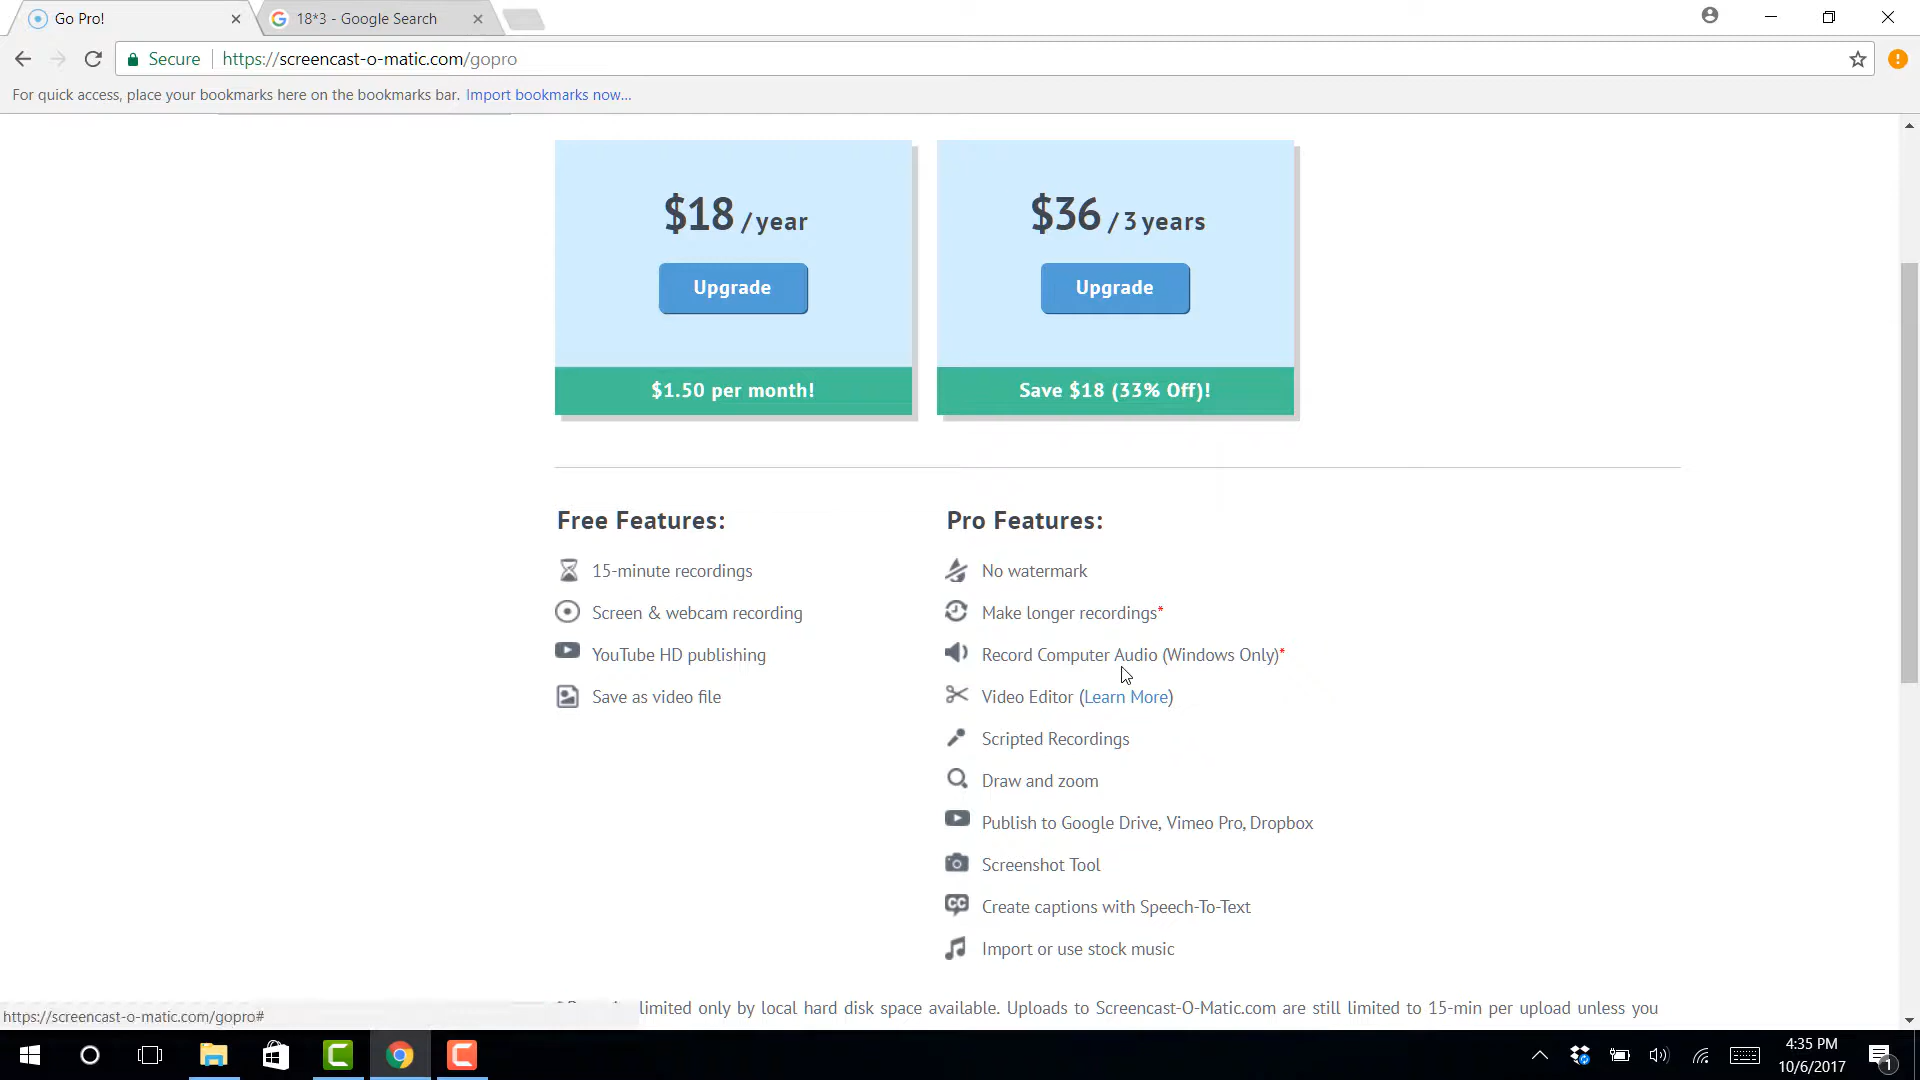 Go Pro!
18*3 - Google Search
Secure
https://screencast-o-matic.com/gopro
For quick access, place your bookmarks here on the bookmarks bar. Import bookmarks now...
$18 / year
$36 / 3 years
Upgrade
Upgrade
$1.50 per month!
Save $18 (33% Off)!
Free Features:
15-minute recordings
Screen & webcam recording
YouTube HD publishing
Save as video file
Pro Features:
No watermark
Make longer recordings*
Record Computer Audio (Windows Only)*
Video Editor (Learn More)
Scripted Recordings
Draw and zoom
Publish to Google Drive, Vimeo Pro, Dropbox
Screenshot Tool
CC
Create captions with Speech-To-Text
Import or use stock music
limited only by local hard disk space available. Uploads to Screencast-O-Matic.com are still limited to 15-min per upload unless you
https://screencast-o-matic.com/gopro#
4:35 PM
10/6/2017
1